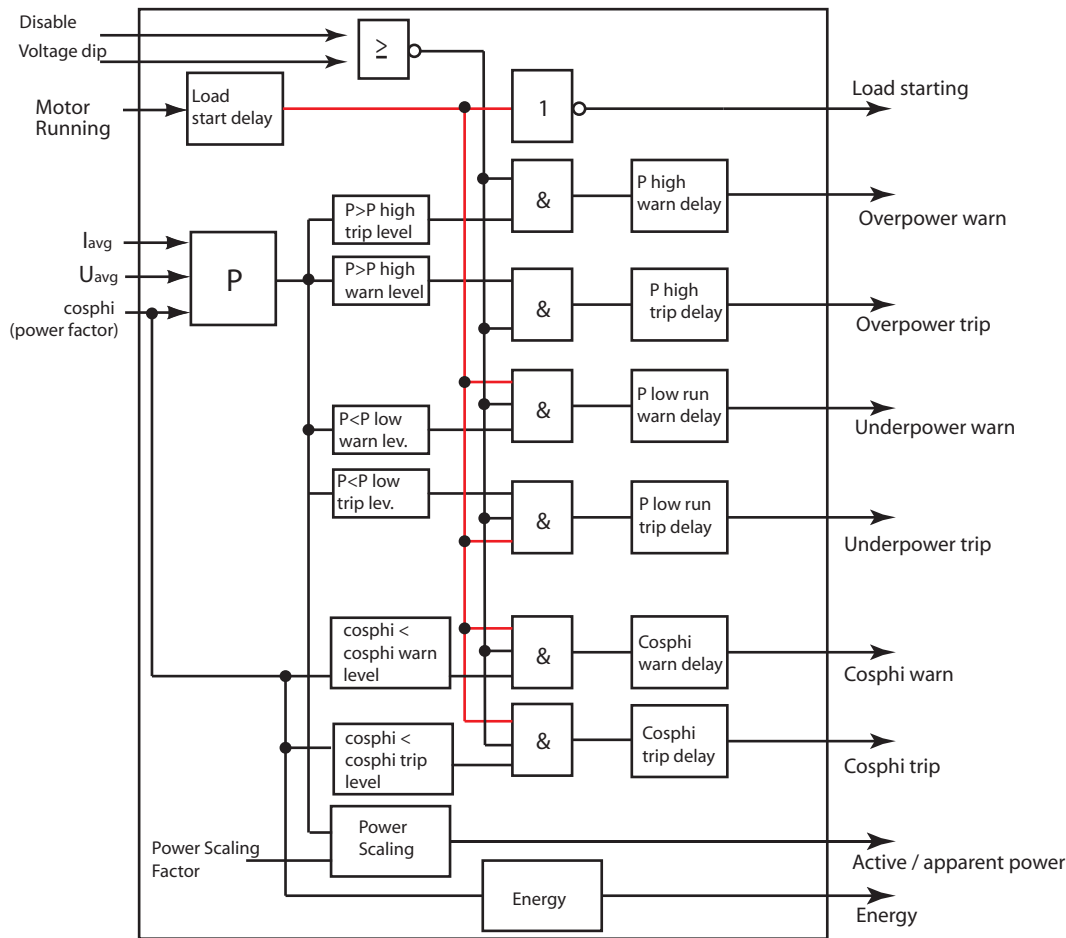 Disable
Voltage dip
≥
Motor
Running
Load
start delay
1
Load starting
P>P high
trip level
&
P high
warn delay
Overpower warn
Iavg
Uavg
cosphi
(power factor)
P
P>P high
warn level
&
P high
trip delay
Overpower trip
P<P low
warn lev.
&
P low run
warn delay
Underpower warn
P<P low
trip lev.
&
P low run
trip delay
Underpower trip
cosphi <
cosphi warn
level
&
Cosphi
warn delay
Cosphi warn
cosphi <
cosphi trip
level
&
Cosphi
trip delay
Cosphi trip
Power Scaling
Factor
Power
Scaling
Active / apparent power
Energy
Energy